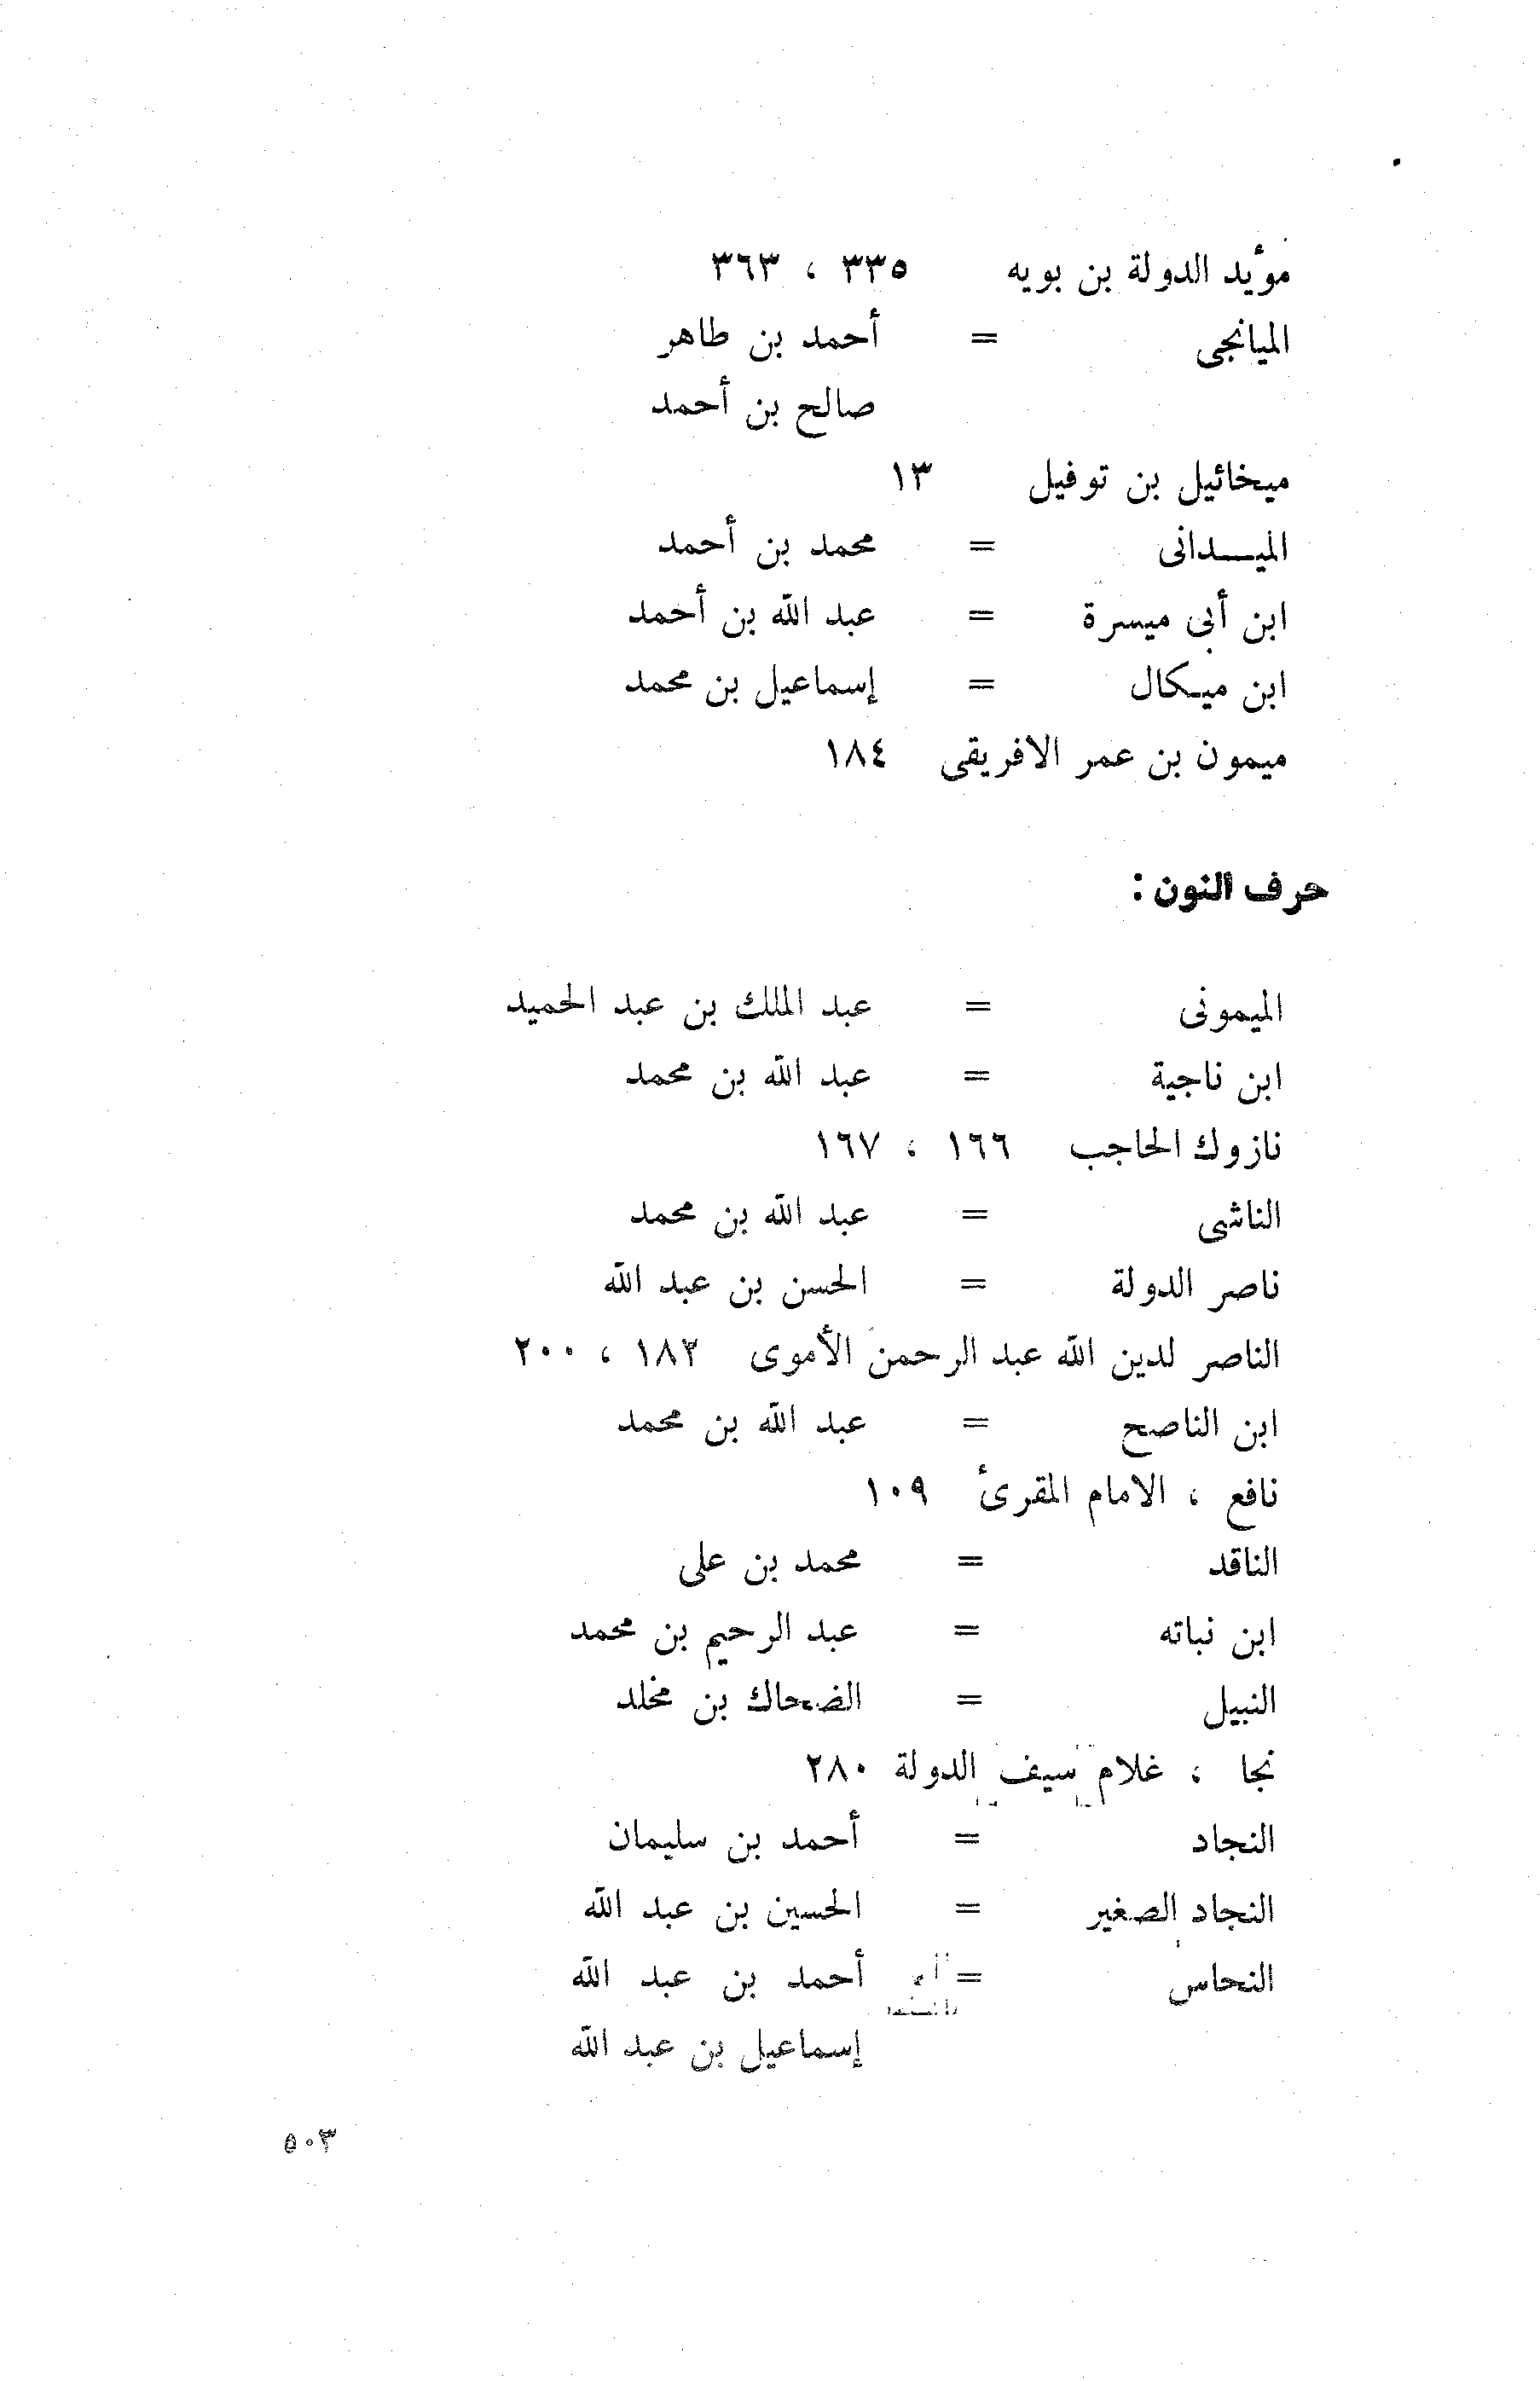 مؤيد الدولة بن بويه ٣٣٥ ، ٣٦٣
الميانجى = أحمد بن طاهر
صالح بن أحمد
ميخائيل بن توفيل ١٣
الميـــدانى = محمد بن أحمد
ابن أبى ميسرة = عبد الله بن أحمد
ابن ميكال = إسماعيل بن محمد
ميمون بن عمر الافريقى ١٨٤
حرف النون :
الميمونى = عبد الملك بن عبد الحميد
ابن ناجية = عبد الله بن محمد
نازوك الحاجب ١٦٦ ، ١٦٧
الناشى = عبد الله بن محمد
ناصر الدولة = الحسن بن عبد الله
الناصر لدين الله عبد الرحمن الأموى ١٨٣ ، ٢٠٠
ابن الناصح = عبد الله بن محمد
نافع ، الامام المقرئ ١٠٩
الناقد = محمد بن على
ابن نباته = عبد الرحيم بن محمد
النبيل = الضحاك بن مخلد
نجا ، غلام سيف الدولة ٢٨٠
النجاد = أحمد بن سليمان
النجاد الصغير = الحسين بن عبد الله
النحاس = أحمد بن عبد الله
إسماعيل بن عبد الله
٥٠٣